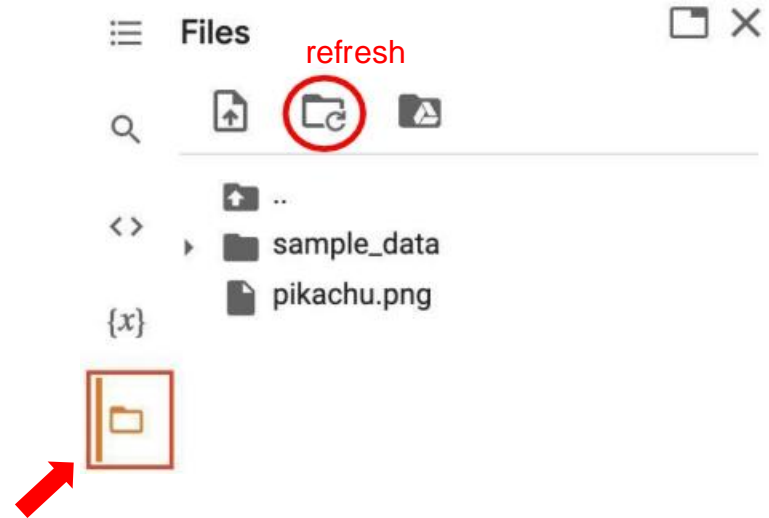 Files
refresh
..
sample_data
pikachu.png
< >
{x}